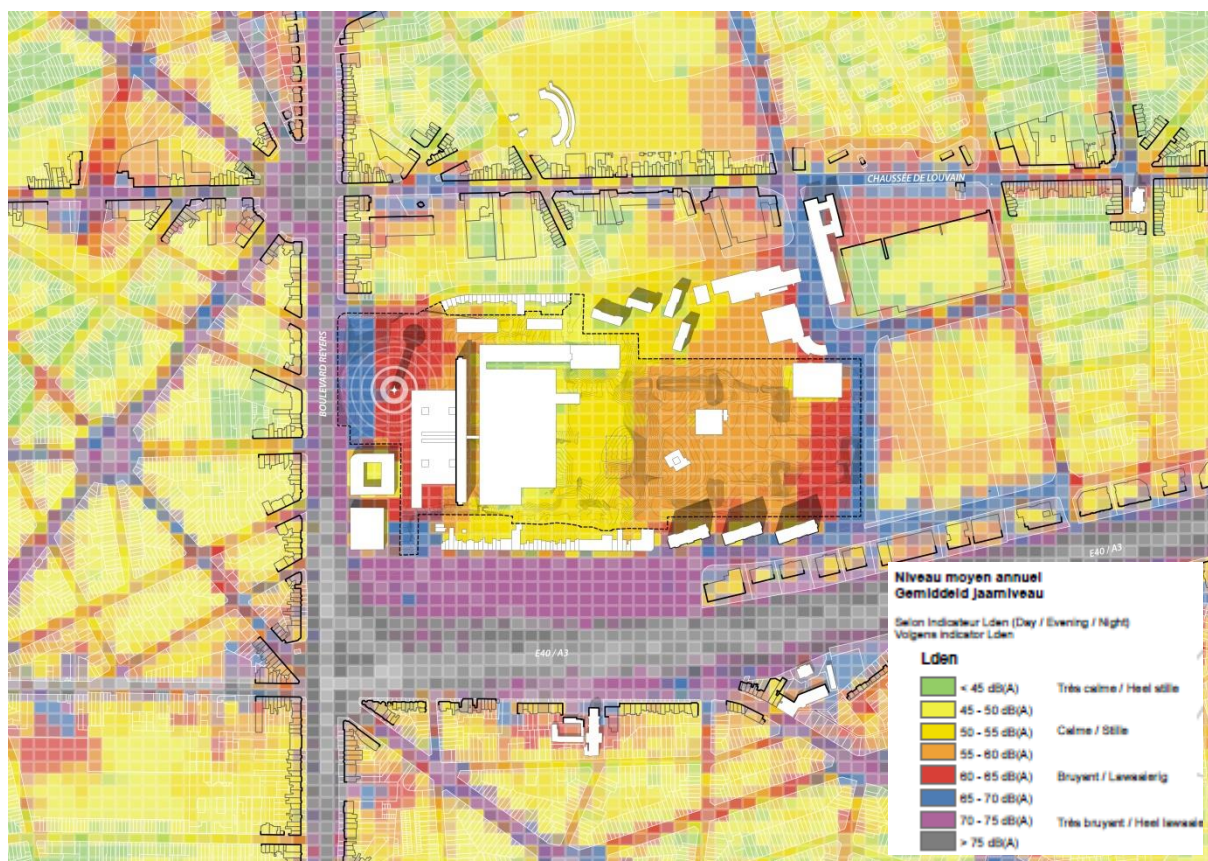 CHAUSSÉE DE LOUVAIN
BOULEVARD REYERS
E40 / A3
E40 / A3
Niveau moyen annuel
Gemiddeld jaarniveau
Selon Indicateur Lden (Day / Evening / Night)
Volgens Indicator Lden
Lden
< 45 dB(A) Très calme / Heel stille
45 - 50 dB(A)
50 - 55 dB(A) Calme / Stille
55 - 60 dB(A)
60 - 65 dB(A) Bruyant / Lawaaierig
65 - 70 dB(A)
70 - 75 dB(A) Très bruyant / Heel lawaaie
> 75 dB(A)